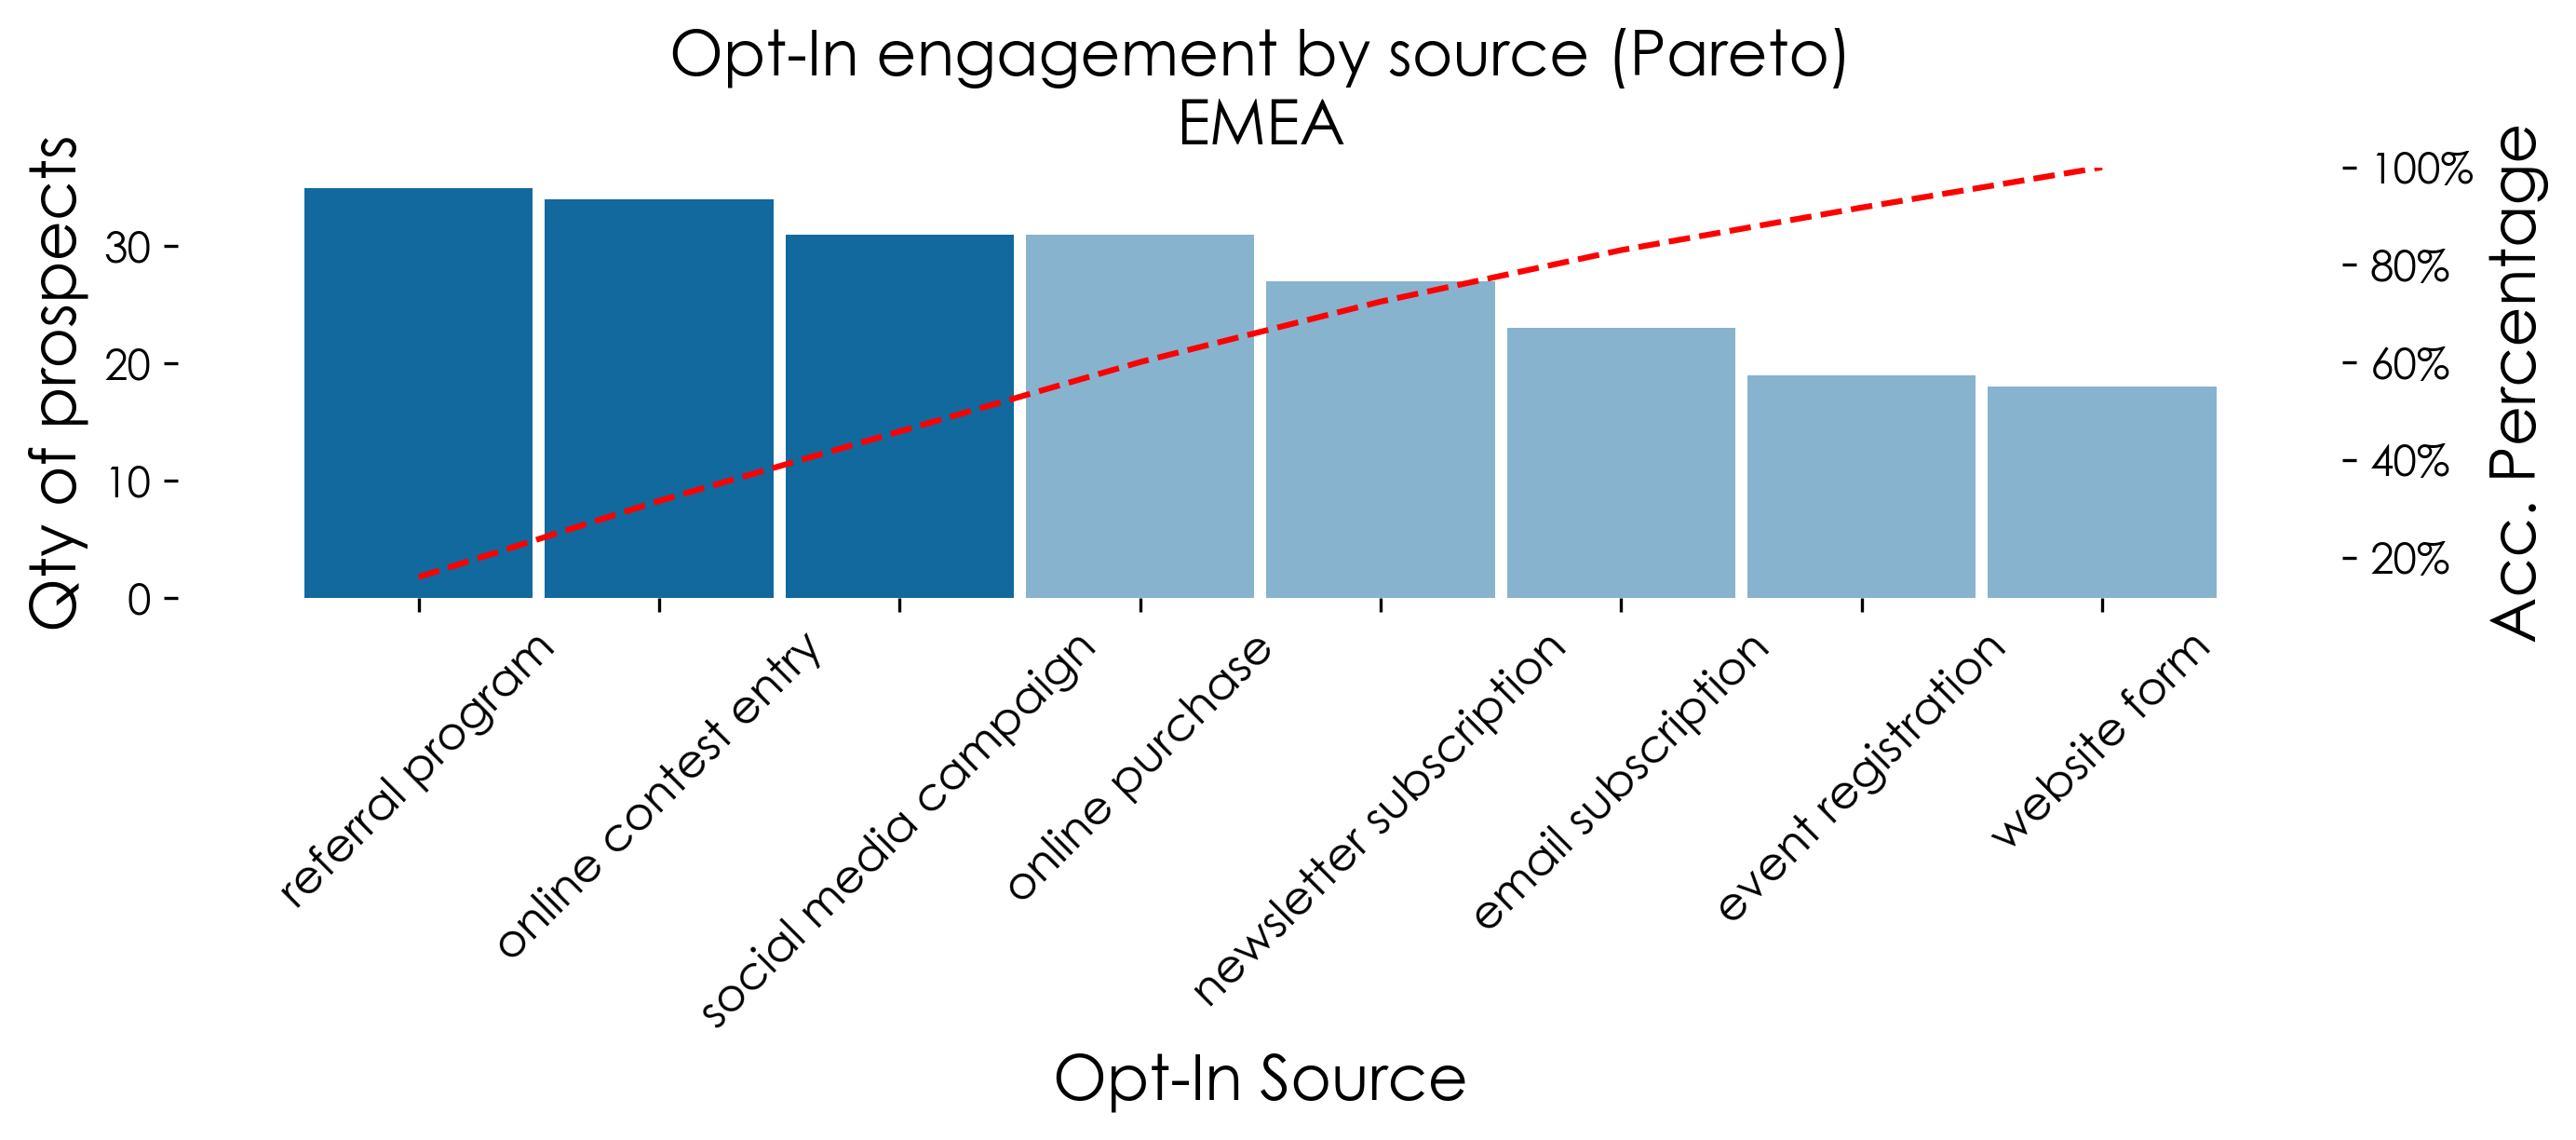 Opt-In engagement by source (Pareto)
EMEA
Qty of prospects
30
20
10
0
100%
80%
60%
40%
20%
Acc. Percentage
referral program
online contest entry
social media campaign
online purchase
newsletter subscription
email subscription
event registration
website form
Opt-In Source